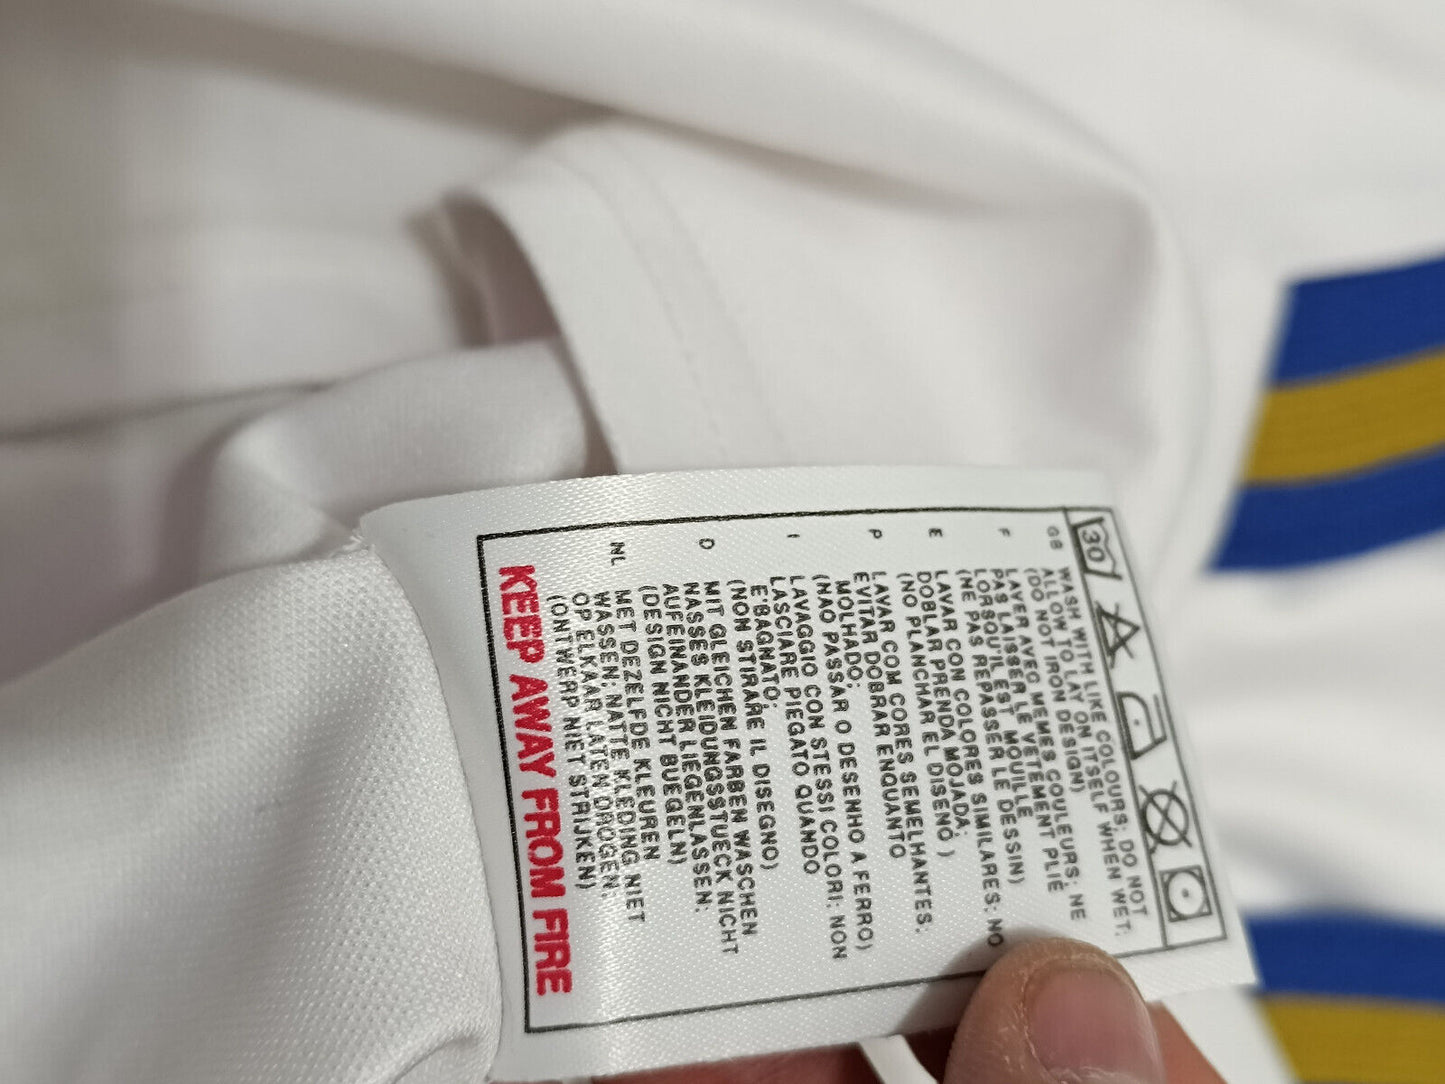 30
GB WASH WITH LIKE COLOURS: DO NOT
ALLOW TO LAY ON ITSELF WHEN WET:
(DO NOT IRON DESIGN)
F LAVER AVEC MEMES COULEURS: NE
PAS LAISSER LE VETEMENT PLIÉ
LORSQU'IL EST MOUILLE
(NE PAS REPASSER LE DESSIN)
E LAVAR CON COLORES SIMILARES: NO
DOBLAR PRENDA MOJADA:
(NO PLANCHAR EL DISENO )
P LAVAR COM CORES SEMELHANTES.
EVITAR DOBRAR ENQUANTO
MOLHADO:
(NAO PASSAR O DESENHO A FERRO)
I LAVAGGIO CON STESSI COLORI: NON
LASCIARE PIEGATO QUANDO
E'BAGNATO:
(NON STIRARE IL DISEGNO)
D MIT GLEICHEN FARBEN WASCHEN
NASSES KLEIDUNGSSTUECK NICHT
AUFEINANDER LIEGENLASSEN:
(DESIGN NICHT BUEGELN)
NL MET DEZELFDE KLEUREN
WASSEN: NATTE KLEDING NIET
OP ELKAAR LATEN DROGEN:
(ONTWERP NIET STRIJKEN)
KEEP AWAY FROM FIRE